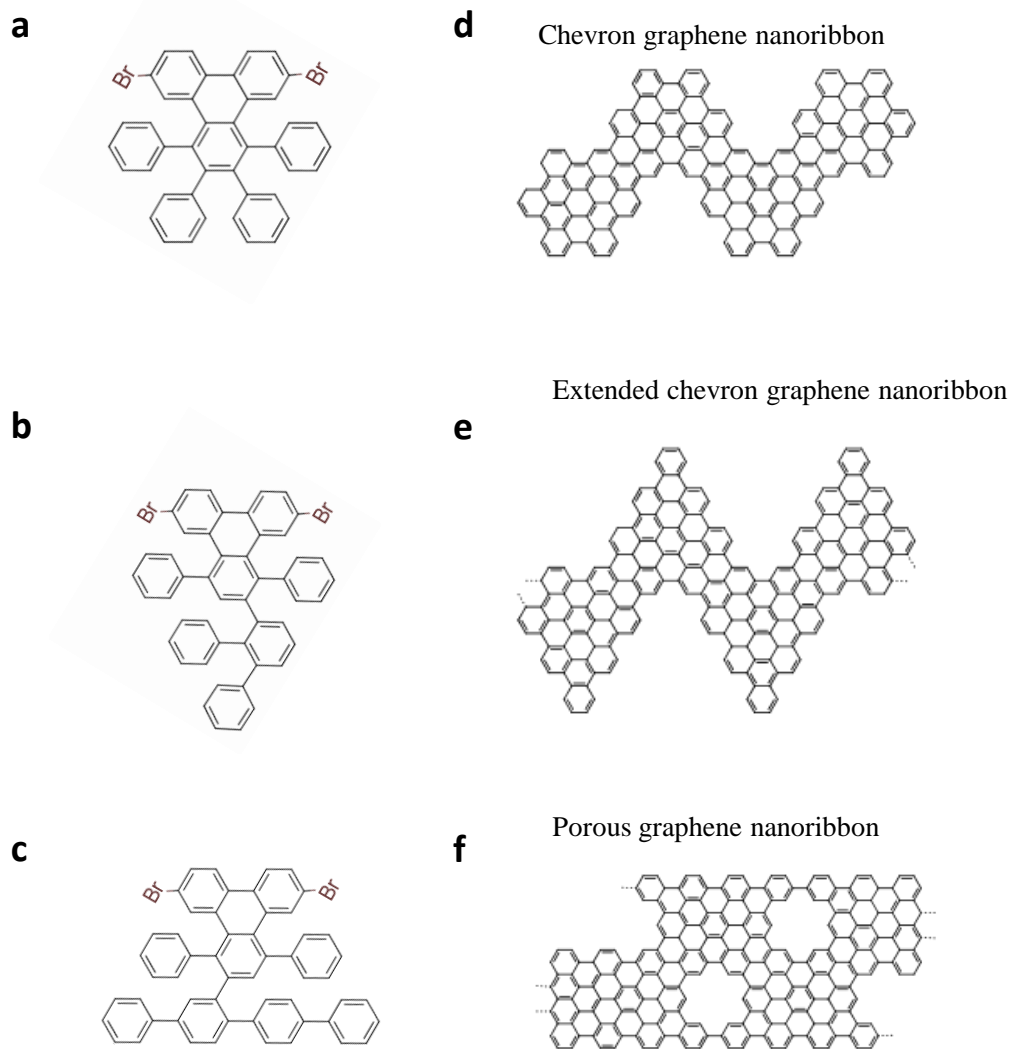 a
d
Chevron graphene nanoribbon
Br
Br
Extended chevron graphene nanoribbon
b
e
Br
Br
Porous graphene nanoribbon
c
f
Br
Br